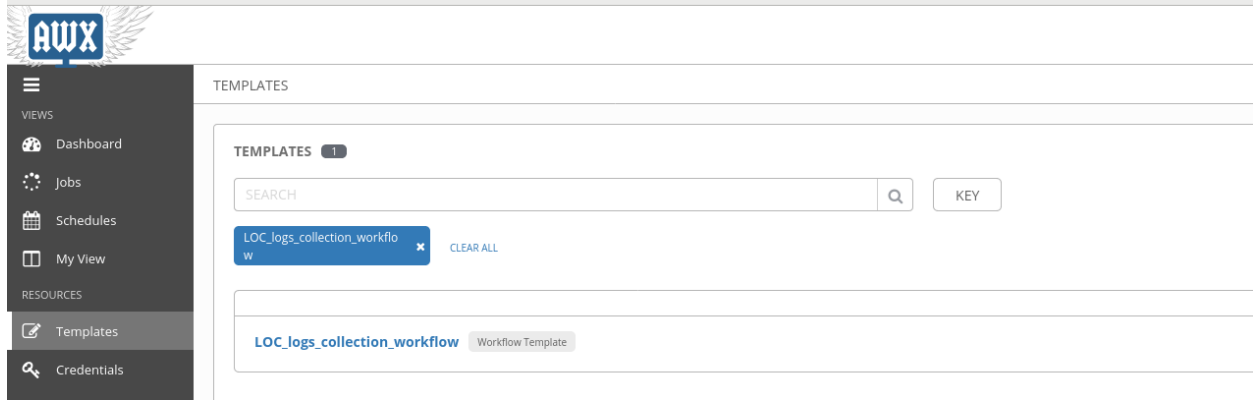 AWX
TEMPLATES
VIEWS
Dashboard
Jobs
Schedules
My View
RESOURCES
Templates
Credentials
TEMPLATES 1
SEARCH
KEY
LOC_logs_collection_workflo
w
CLEAR ALL
LOC_logs_collection_workflow Workflow Template